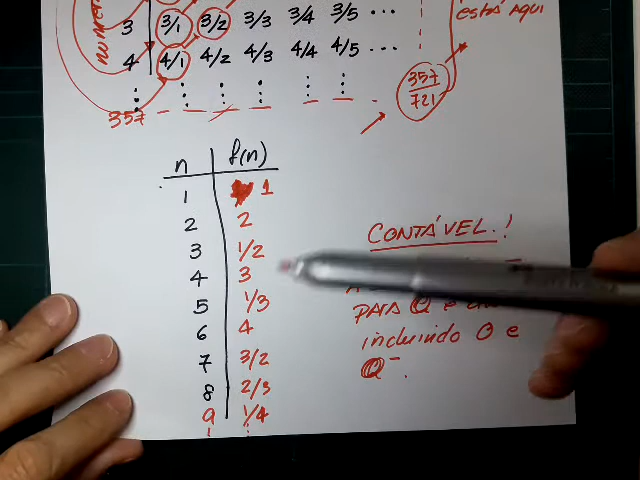 está aqui
3 3/1 3/2 3/3 3/4 3/5 ...
4 4/1 4/2 4/3 4/4 4/5 ...
357
357
721
n f(n)
1 1
2 2
3 1/2
4 3
5 1/3
6 4
7 3/2
8 2/3
9 1/4
CONTÁVEL!
PARA Q é
incluindo 0 e
Q⁻.